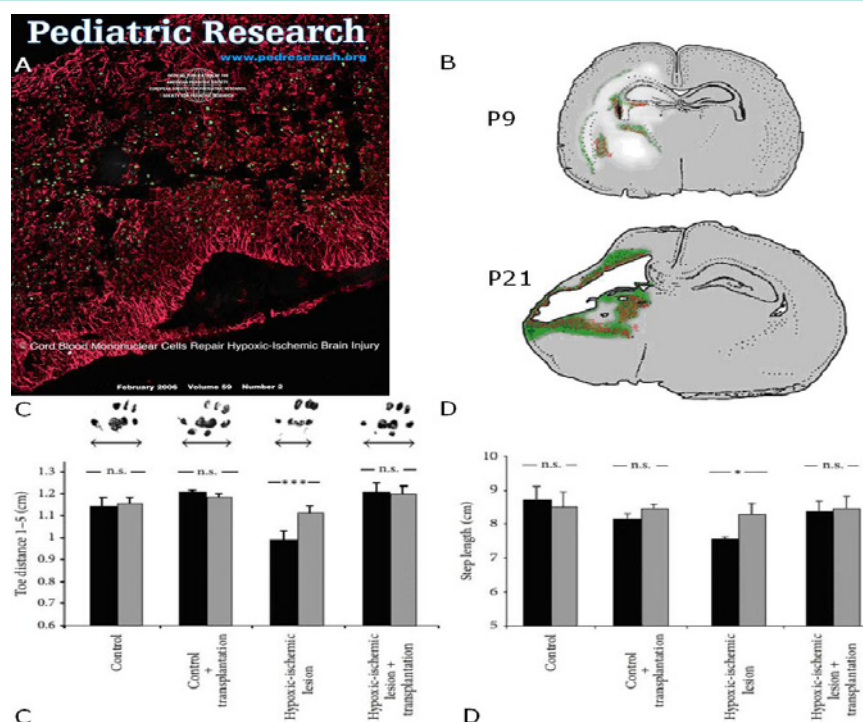 Pediatric Research
www.pedresearch.org
A
Cord Blood Mononuclear Cells Repair Hypoxic-Ischemic Brain Injury
February 2006 Volume 59 Number 2
B
P9
P21
C
n.s.
n.s.
***
n.s.
Toe distance 1–5 (cm)
1.3
1.2
1.1
1
0.9
0.8
0.7
0.6
Control
Control
+
transplantation
Hypoxic-ischemic
lesion
Hypoxic-ischemic
lesion +
transplantation
C
D
n.s.
n.s.
*
n.s.
Step length (cm)
10
9
8
7
6
5
Control
Control
+
transplantation
Hypoxic-ischemic
lesion
Hypoxic-ischemic
lesion +
transplantation
D